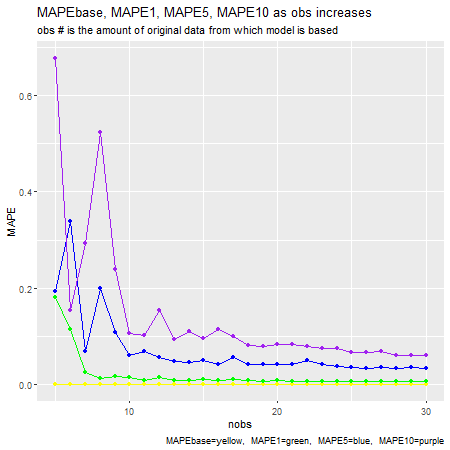 MAPEbase, MAPE1, MAPE5, MAPE10 as obs increases
obs # is the amount of original data from which model is based
MAPE
0.6
0.4
0.2
0.0
10
20
30
nobs
MAPEbase=yellow, MAPE1=green, MAPE5=blue, MAPE10=purple